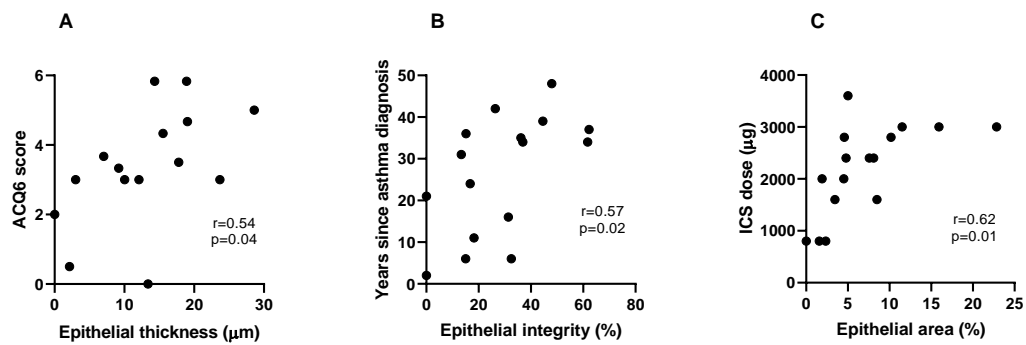 A
ACQ6 score
6
4
2
0
0
10
20
30
Epithelial thickness (μm)
r=0.54
p=0.04
B
Years since asthma diagnosis
50
40
30
20
10
0
0
20
40
60
80
Epithelial integrity (%)
r=0.57
p=0.02
C
ICS dose (μg)
4000
3000
2000
1000
0
0
5
10
15
20
25
Epithelial area (%)
r=0.62
p=0.01